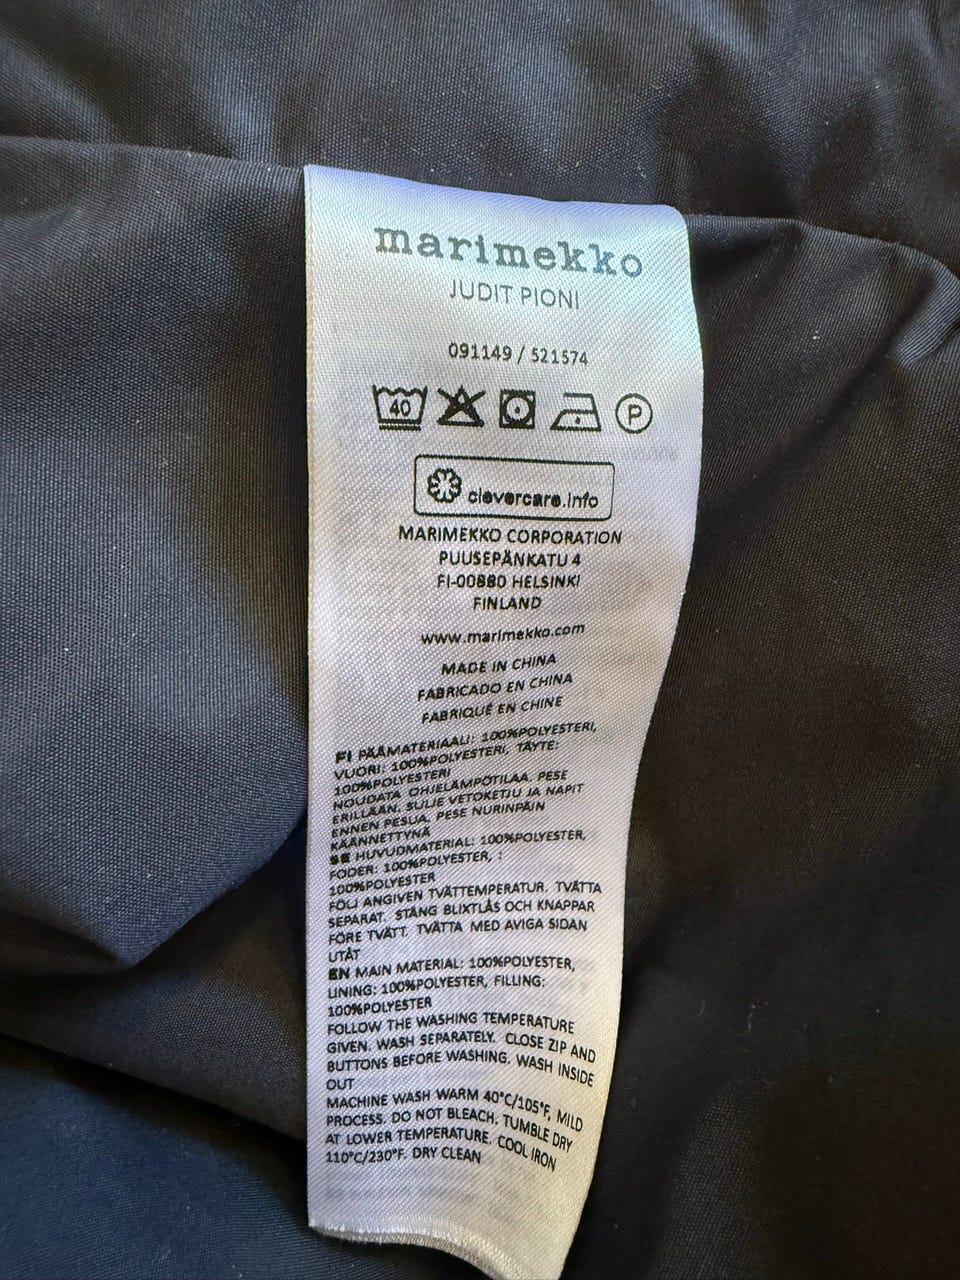 marimekko
JUDIT PIONI
091149 / 521574
40
P
clevercare.info
MARIMEKKO CORPORATION
PUUSEPÄNKATU 4
FI-00880 HELSINKI
FINLAND
www.marimekko.com
MADE IN CHINA
FABRICADO EN CHINA
FABRIQUÉ EN CHINE
FI PÄÄMATERIAALI: 100%POLYESTERI,
VUORI: 100%POLYESTERI, TÄYTE:
100%POLYESTERI
NOUDATA OHJELÄMPÖTILAA. PESE
ERILLÄÄN. SULJE VETOKETJU JA NAPIT
ENNEN PESUA. PESE NURINPÄIN
KÄÄNNETTYNÄ
SE HUVUDMATERIAL: 100%POLYESTER,
FODER: 100%POLYESTER, :
100%POLYESTER
FÖLJ ANGIVEN TVÄTTEMPERATUR. TVÄTTA
SEPARAT. STÄNG BLIXTLÅS OCH KNAPPAR
FÖRE TVÄTT. TVÄTTA MED AVIGA SIDAN
UTÅT
EN MAIN MATERIAL: 100%POLYESTER,
LINING: 100%POLYESTER, FILLING:
100%POLYESTER
FOLLOW THE WASHING TEMPERATURE
GIVEN. WASH SEPARATELY. CLOSE ZIP AND
BUTTONS BEFORE WASHING. WASH INSIDE
OUT
MACHINE WASH WARM 40°C/105°F, MILD
PROCESS. DO NOT BLEACH. TUMBLE DRY
AT LOWER TEMPERATURE. COOL IRON
110°C/230°F. DRY CLEAN